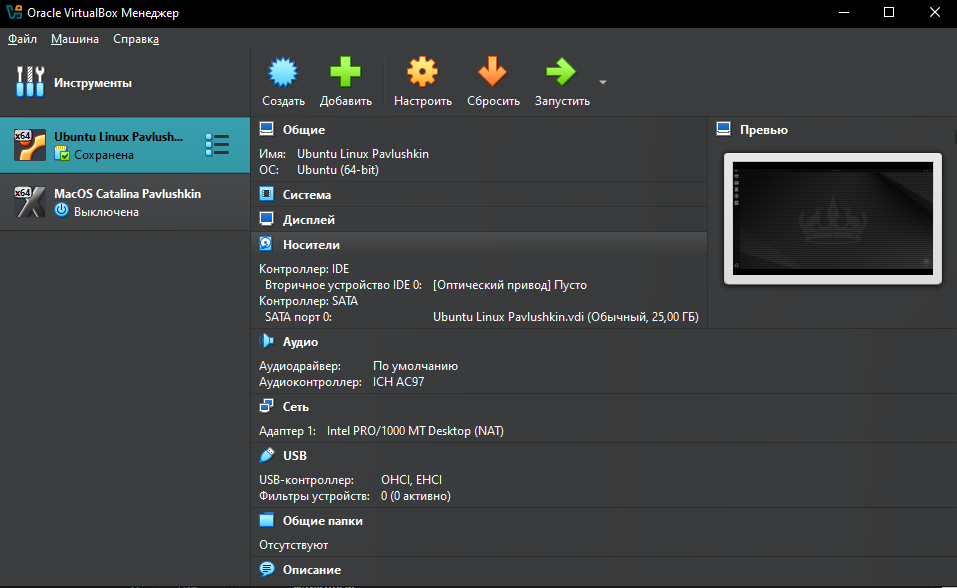 Oracle VirtualBox Менеджер
Файл Машина Справка
Инструменты
Создать Добавить Настроить Сбросить Запустить
x64
Ubuntu Linux Pavlush...
Сохранена
x64
MacOS Catalina Pavlushkin
Выключена
Общие
Имя: Ubuntu Linux Pavlushkin
ОС: Ubuntu (64-bit)
Система
Дисплей
Носители
Контроллер: IDE
Вторичное устройство IDE 0: [Оптический привод] Пусто
Контроллер: SATA
SATA порт 0: Ubuntu Linux Pavlushkin.vdi (Обычный, 25,00 ГБ)
Превью
Аудио
Аудиодрайвер: По умолчанию
Аудиоконтроллер: ICH AC97
Сеть
Адаптер 1: Intel PRO/1000 MT Desktop (NAT)
USB
USB-контроллер: OHCI, EHCI
Фильтры устройств: 0 (0 активно)
Общие папки
Отсутствуют
Описание